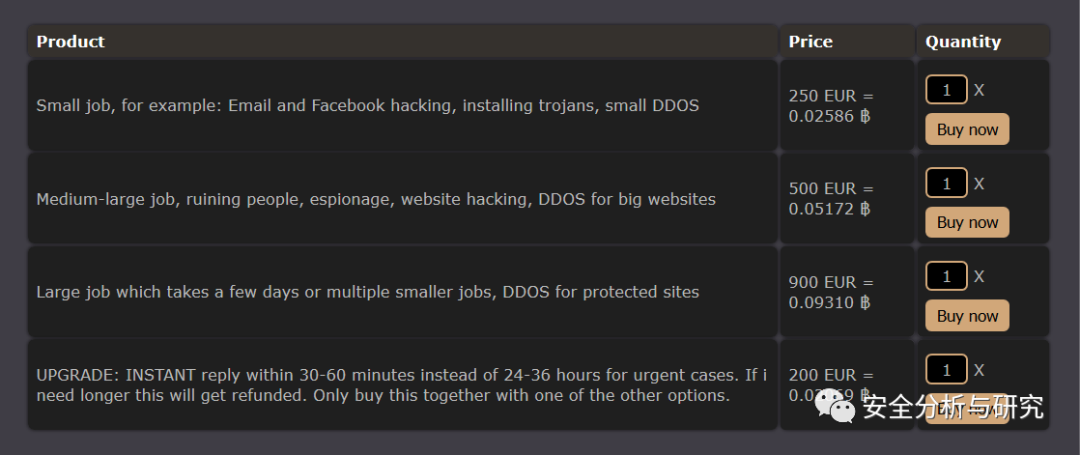 Product Price Quantity
Small job, for example: Email and Facebook hacking, installing trojans, small DDOS
250 EUR =
0.02586 ฿
1 X
Buy now
Medium-large job, ruining people, espionage, website hacking, DDOS for big websites
500 EUR =
0.05172 ฿
1 X
Buy now
Large job which takes a few days or multiple smaller jobs, DDOS for protected sites
900 EUR =
0.09310 ฿
1 X
Buy now
UPGRADE: INSTANT reply within 30-60 minutes instead of 24-36 hours for urgent cases. If i
need longer this will get refunded. Only buy this together with one of the other options.
200 EUR =
1 X
Buy now
安全分析与研究